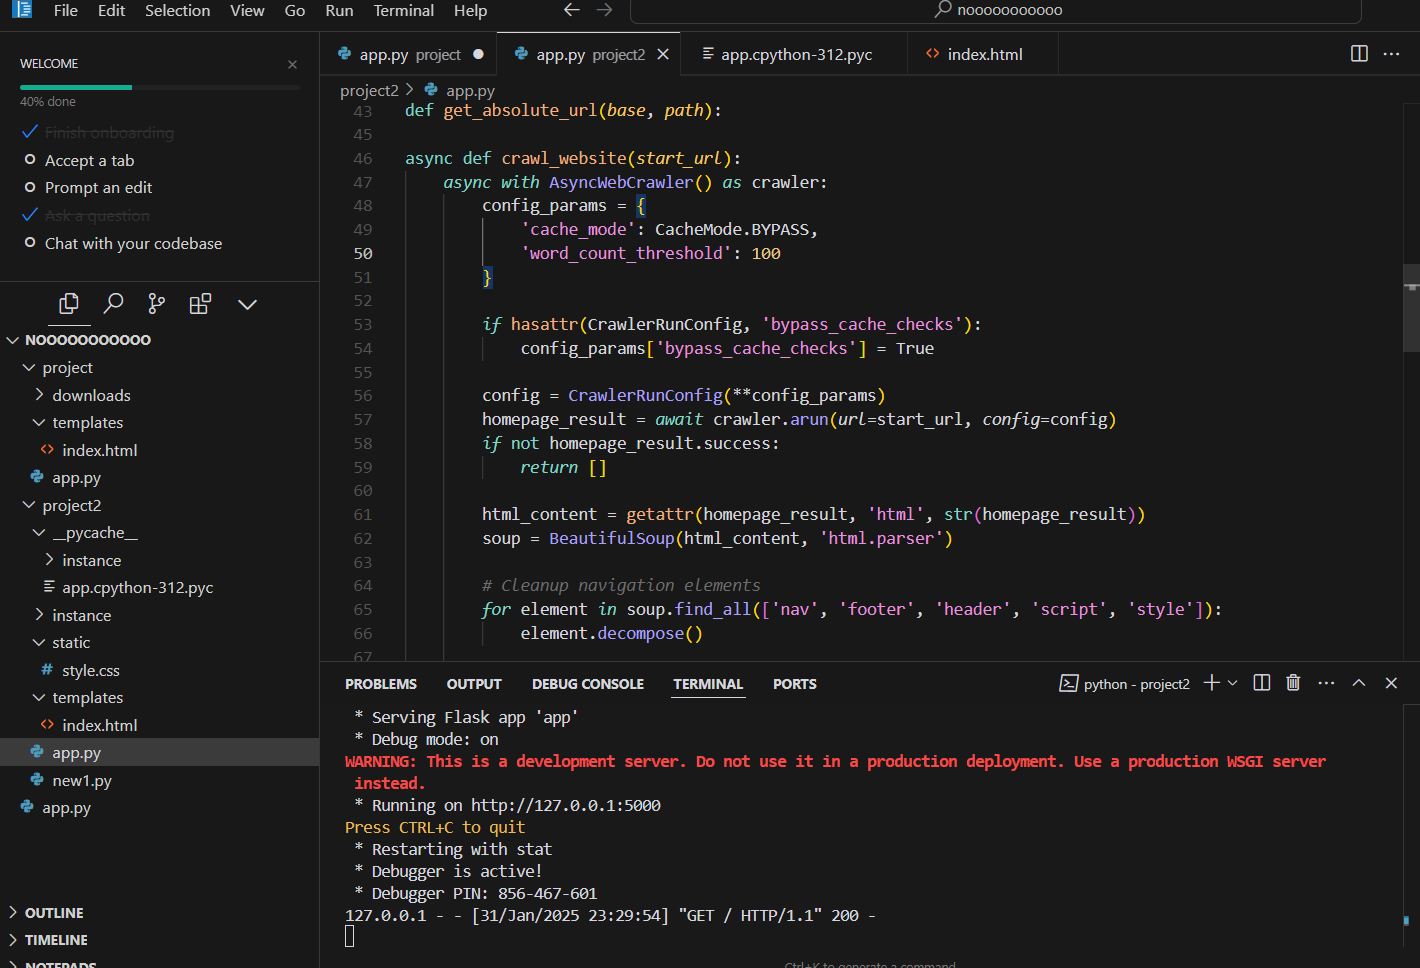 File Edit Selection View Go Run Terminal Help
nooooooooooo
WELCOME
40% done
Finish onboarding
Accept a tab
Prompt an edit
Ask a question
Chat with your codebase
NOOOOOOOOOOO
project
downloads
templates
index.html
app.py
project2
__pycache__
instance
app.cpython-312.pyc
instance
static
style.css
templates
index.html
app.py
new1.py
app.py
OUTLINE
TIMELINE
NOTEPADS
app.py project
app.py project2
app.cpython-312.pyc
index.html
project2 > app.py
43 def get_absolute_url(base, path):
45
46 async def crawl_website(start_url):
47 async with AsyncWebCrawler() as crawler:
48 config_params = {
49 'cache_mode': CacheMode.BYPASS,
50 'word_count_threshold': 100
51 }
52
53 if hasattr(CrawlerRunConfig, 'bypass_cache_checks'):
54 config_params['bypass_cache_checks'] = True
55
56 config = CrawlerRunConfig(**config_params)
57 homepage_result = await crawler.arun(url=start_url, config=config)
58 if not homepage_result.success:
59 return []
60
61 html_content = getattr(homepage_result, 'html', str(homepage_result))
62 soup = BeautifulSoup(html_content, 'html.parser')
63
64 # Cleanup navigation elements
65 for element in soup.find_all(['nav', 'footer', 'header', 'script', 'style']):
66 element.decompose()
67
PROBLEMS OUTPUT DEBUG CONSOLE TERMINAL PORTS
python - project2
* Serving Flask app 'app'
* Debug mode: on
WARNING: This is a development server. Do not use it in a production deployment. Use a production WSGI server
instead.
* Running on http://127.0.0.1:5000
Press CTRL+C to quit
* Restarting with stat
* Debugger is active!
* Debugger PIN: 856-467-601
127.0.0.1 - - [31/Jan/2025 23:29:54] "GET / HTTP/1.1" 200 -
Ctrl+K to generate a command